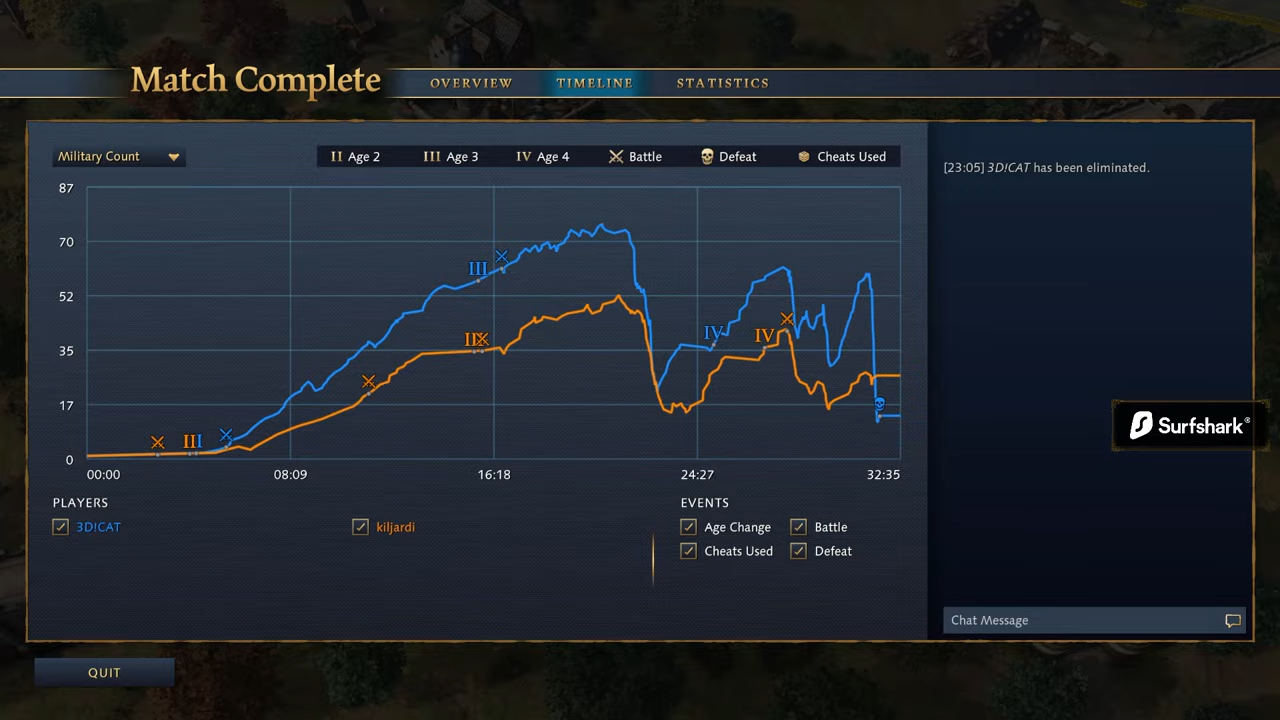 Match Complete
OVERVIEW
TIMELINE
STATISTICS
Military Count
II Age 2
III Age 3
IV Age 4
Battle
Defeat
Cheats Used
[23:05] 3D!CAT has been eliminated.
87
70
52
35
17
0
III
IV
IV
III
III
00:00
08:09
16:18
24:27
32:35
Surfshark®
PLAYERS
3D!CAT
kiljardi
EVENTS
Age Change
Battle
Cheats Used
Defeat
Chat Message
QUIT